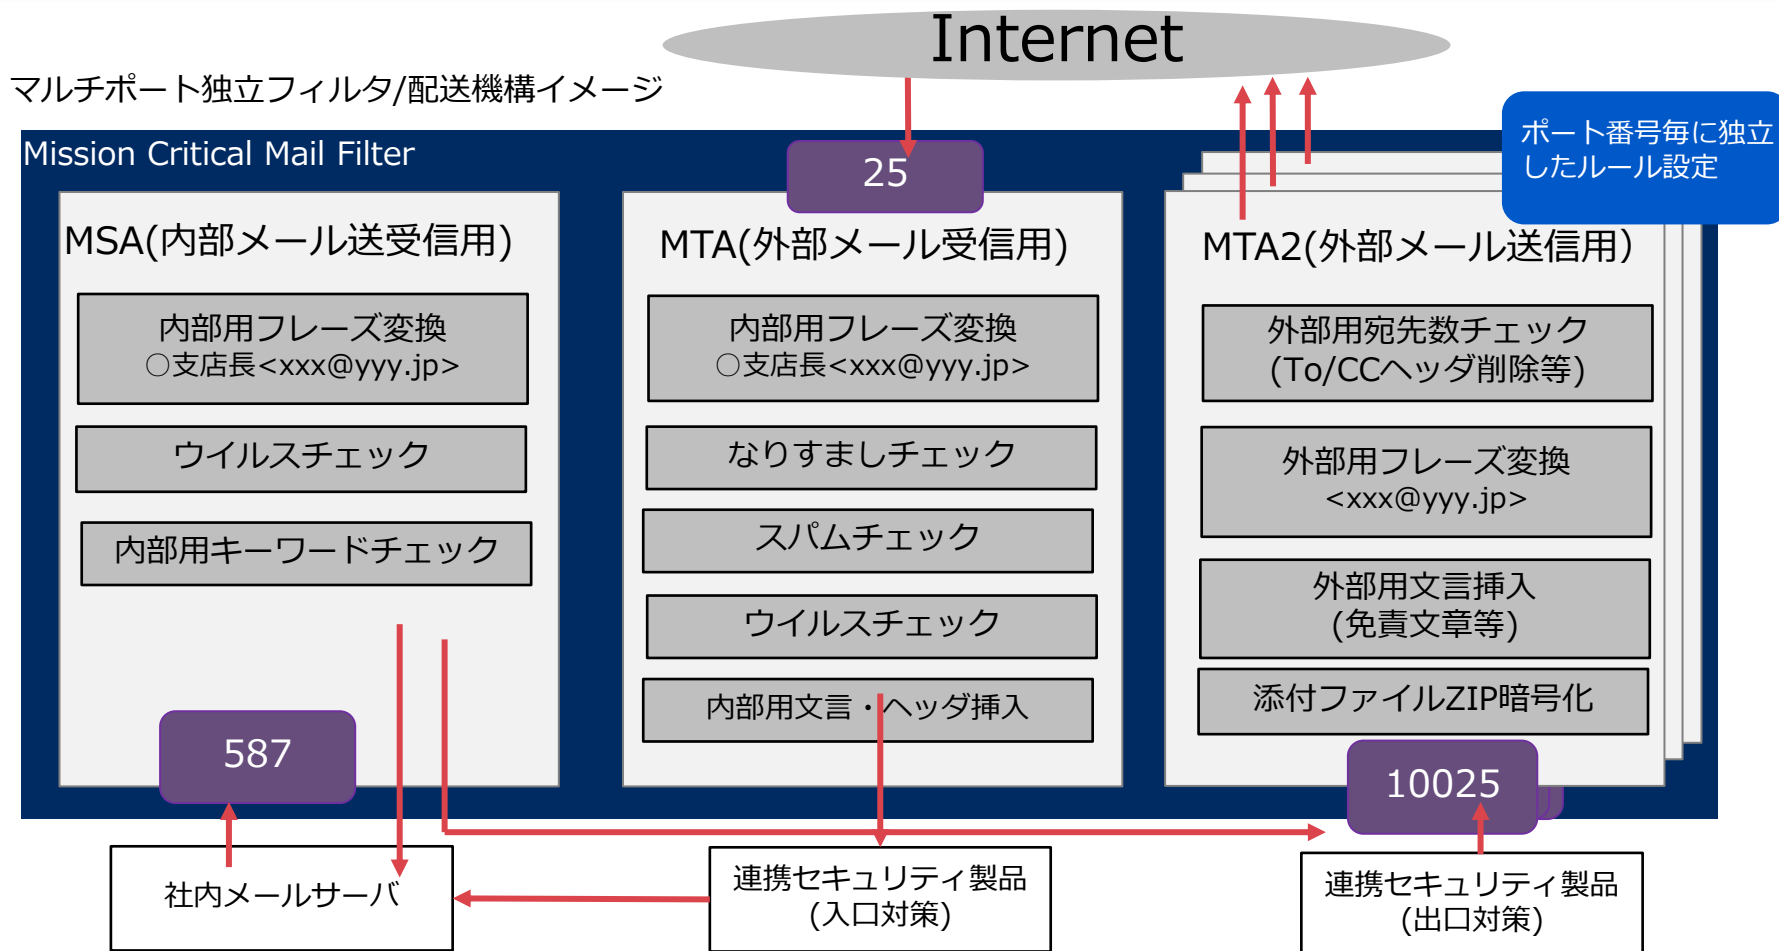 Internet
マルチポート独立フィルタ/配送機構イメージ
ポート番号毎に独立
したルール設定
Mission Critical Mail Filter
25
MSA(内部メール送受信用)
内部用フレーズ変換
○支店長<xxx@yyy.jp>
ウイルスチェック
内部用キーワードチェック
587
MTA(外部メール受信用)
内部用フレーズ変換
○支店長<xxx@yyy.jp>
なりすましチェック
スパムチェック
ウイルスチェック
内部用文言・ヘッダ挿入
MTA2(外部メール送信用）
外部用宛先数チェック
(To/CCヘッダ削除等)
外部用フレーズ変換
<xxx@yyy.jp>
外部用文言挿入
(免責文章等)
添付ファイルZIP暗号化
10025
社内メールサーバ
連携セキュリティ製品
(入口対策)
連携セキュリティ製品
(出口対策)